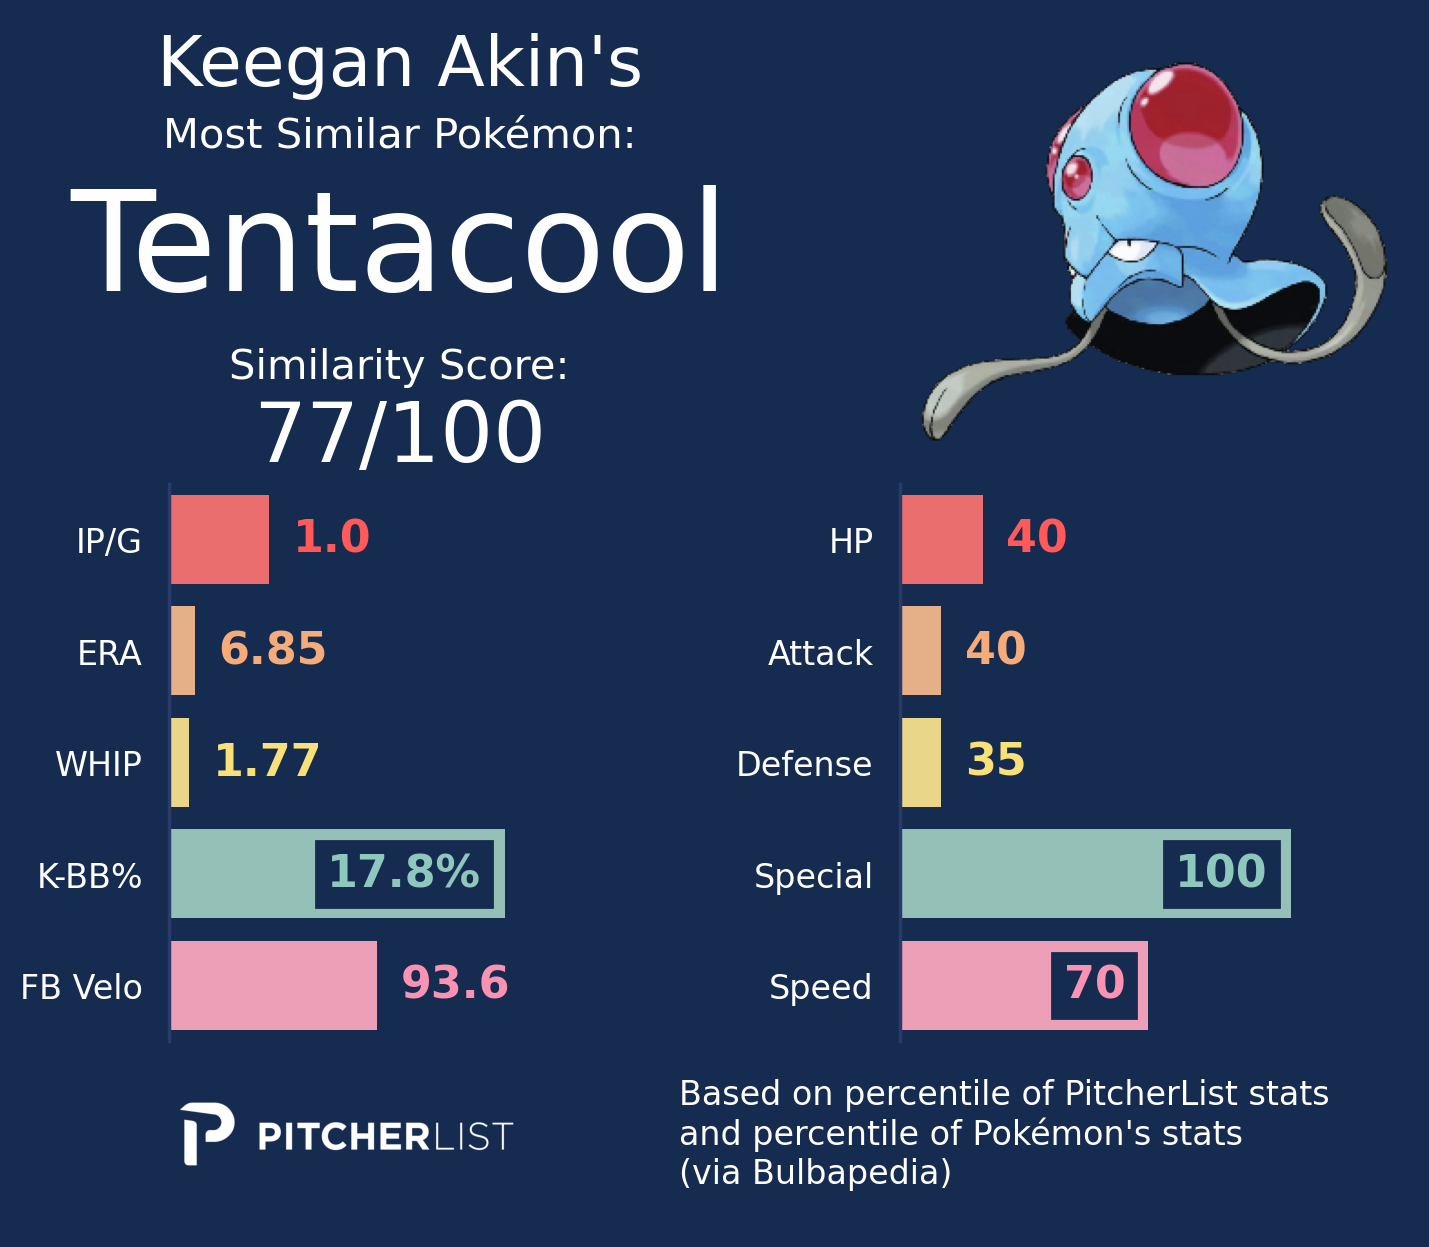 Keegan Akin's
Most Similar Pokémon:
Tentacool
Similarity Score:
77/100
IP/G 1.0
ERA 6.85
WHIP 1.77
K-BB% 17.8%
FB Velo 93.6
HP 40
Attack 40
Defense 35
Special 100
Speed 70
PITCHERLIST
Based on percentile of PitcherList stats
and percentile of Pokémon's stats
(via Bulbapedia)